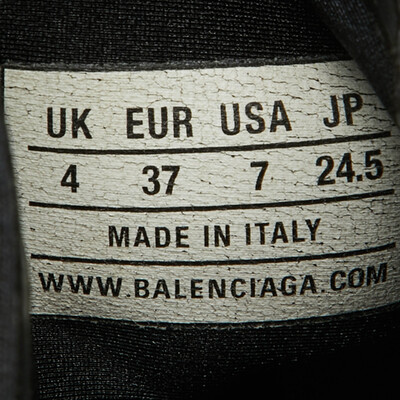 UK EUR USA JP
4 37 7 24.5
MADE IN ITALY
WWW.BALENCIAGA.COM